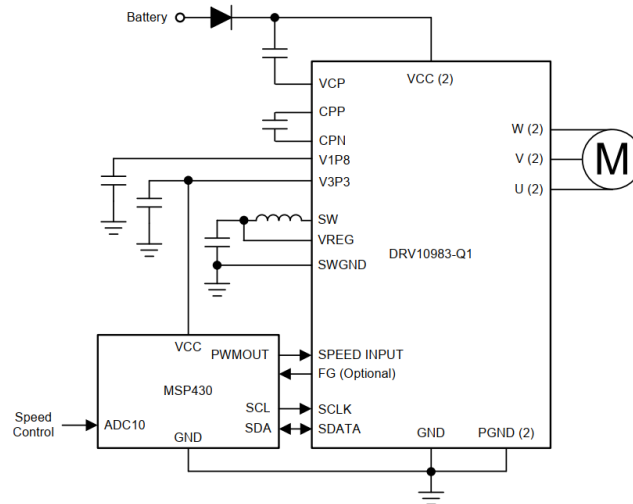 Battery
VCP
VCC (2)
CPP
CPN
W (2)
V (2)
U (2)
M
V1P8
V3P3
SW
VREG
SWGND
DRV10983-Q1
VCC
PWMOUT
SPEED INPUT
FG (Optional)
MSP430
SCL
SCLK
Speed
Control
ADC10
SDA
SDATA
GND
GND
PGND (2)